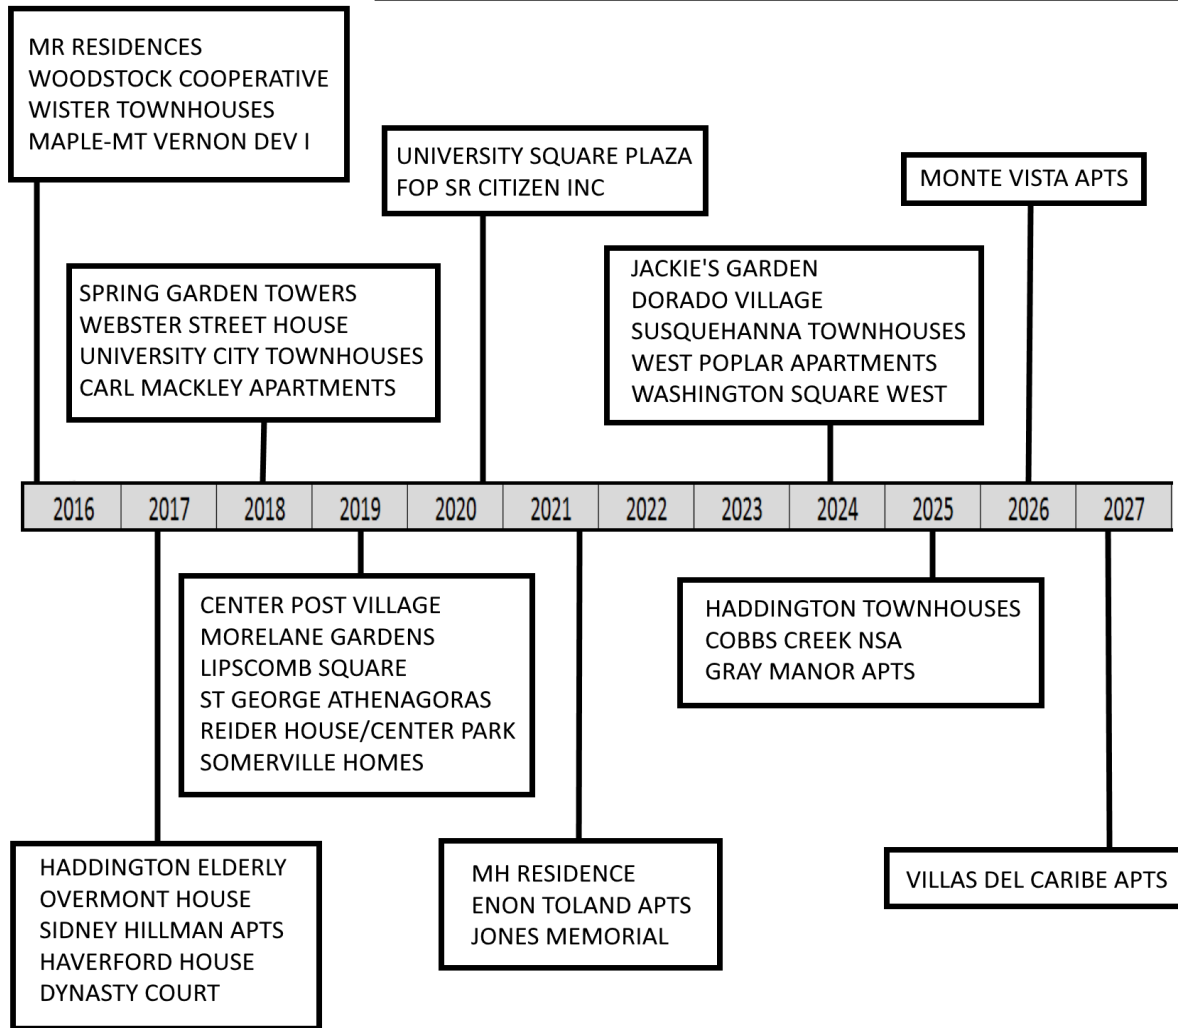 MR RESIDENCES
WOODSTOCK COOPERATIVE
WISTER TOWNHOUSES
MAPLE-MT VERNON DEV I
UNIVERSITY SQUARE PLAZA
FOP SR CITIZEN INC
MONTE VISTA APTS
SPRING GARDEN TOWERS
WEBSTER STREET HOUSE
UNIVERSITY CITY TOWNHOUSES
CARL MACKLEY APARTMENTS
JACKIE'S GARDEN
DORADO VILLAGE
SUSQUEHANNA TOWNHOUSES
WEST POPLAR APARTMENTS
WASHINGTON SQUARE WEST
2016 2017 2018 2019 2020 2021 2022 2023 2024 2025 2026 2027
CENTER POST VILLAGE
MORELANE GARDENS
LIPSCOMB SQUARE
ST GEORGE ATHENAGORAS
REIDER HOUSE/CENTER PARK
SOMERVILLE HOMES
HADDINGTON TOWNHOUSES
COBBS CREEK NSA
GRAY MANOR APTS
HADDINGTON ELDERLY
OVERMONT HOUSE
SIDNEY HILLMAN APTS
HAVERFORD HOUSE
DYNASTY COURT
MH RESIDENCE
ENON TOLAND APTS
JONES MEMORIAL
VILLAS DEL CARIBE APTS